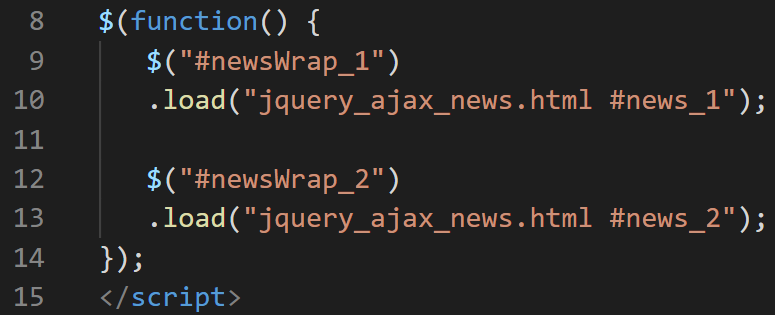 8 $(function() {
9 $("#newsWrap_1")
10 .load("jquery_ajax_news.html #news_1");
11
12 $("#newsWrap_2")
13 .load("jquery_ajax_news.html #news_2");
14 });
15 </script>